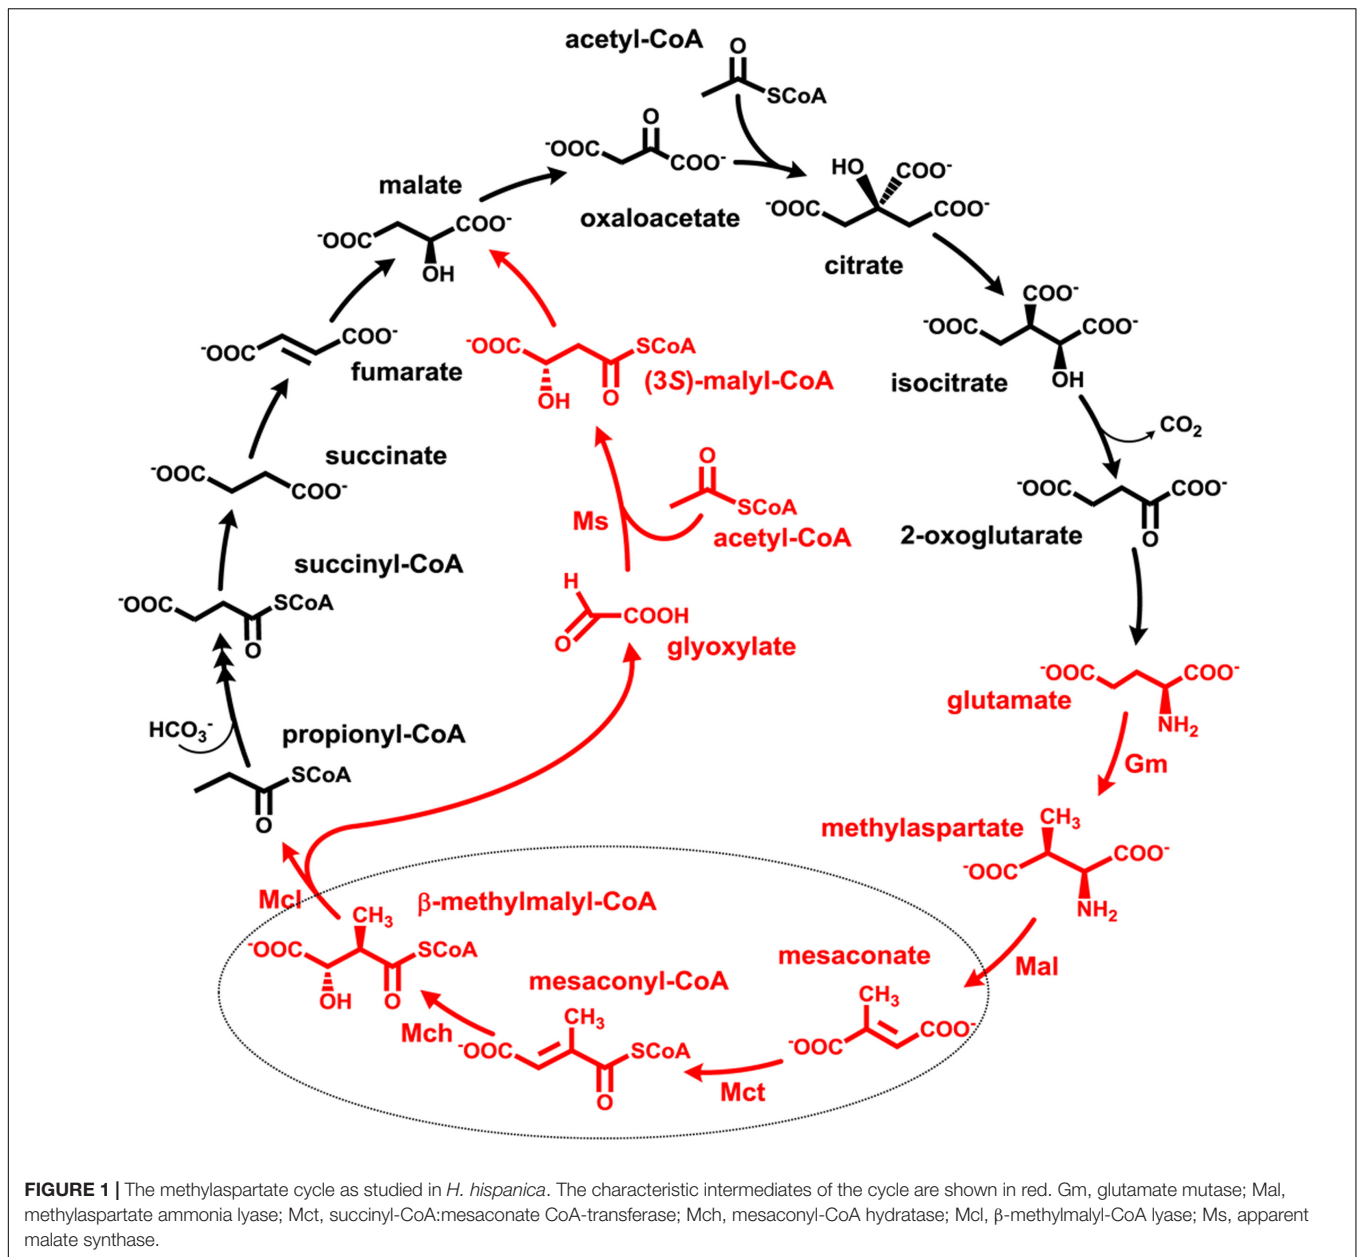 acetyl-CoA
O
SCoA
O
-OOC
COO-
oxaloacetate
HO
COO-
-OOC
COO-
citrate
malate
-OOC
COO-
OH
COO-
-OOC
COO-
OH
isocitrate
CO2
-OOC
COO-
fumarate
-OOC
SCoA
OH
O
(3S)-malyl-CoA
succinate
-OOC
COO-
O
SCoA
acetyl-CoA
Ms
-OOC
COO-
O
2-oxoglutarate
succinyl-CoA
-OOC
SCoA
O
H
COOH
O
glyoxylate
-OOC
COO-
NH2
glutamate
Gm
HCO3-
propionyl-CoA
SCoA
O
methylaspartate
CH3
-OOC
COO-
NH2
Mal
Mcl
β-methylmalyl-CoA
CH3
-OOC
SCoA
OH
O
Mch
mesaconyl-CoA
CH3
-OOC
SCoA
O
mesaconate
CH3
-OOC
COO-
Mct
FIGURE 1 | The methylaspartate cycle as studied in H. hispanica. The characteristic intermediates of the cycle are shown in red. Gm, glutamate mutase; Mal,
methylaspartate ammonia lyase; Mct, succinyl-CoA:mesaconate CoA-transferase; Mch, mesaconyl-CoA hydratase; Mcl, β-methylmalyl-CoA lyase; Ms, apparent
malate synthase.